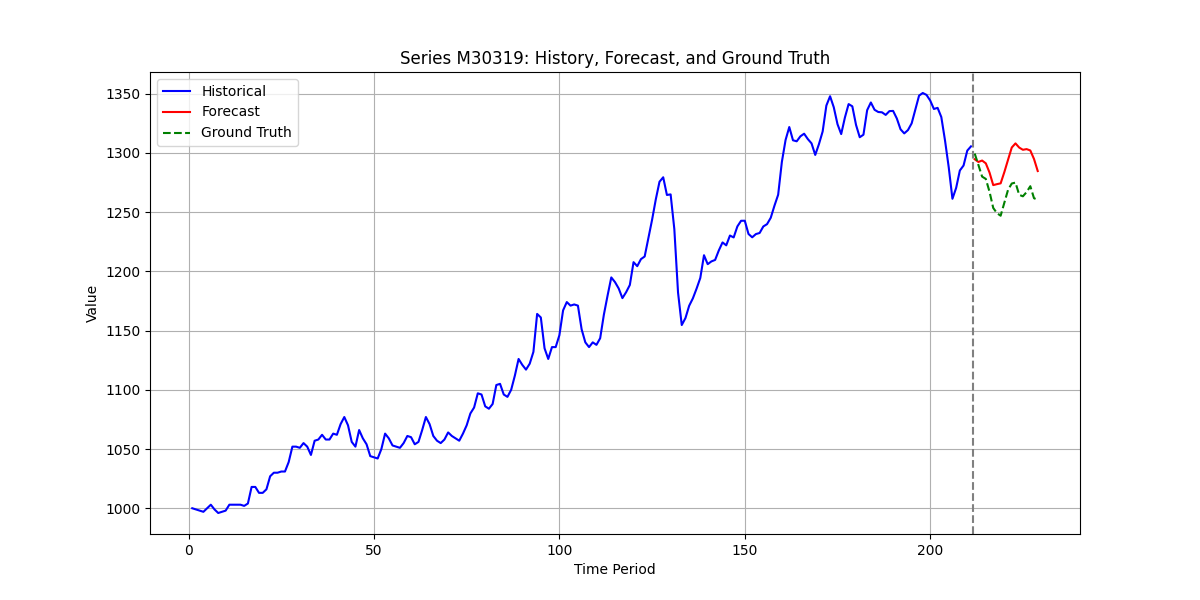 Series M30319: History, Forecast, and Ground Truth
Historical
Forecast
Ground Truth
Value
1350
1300
1250
1200
1150
1100
1050
1000
0 50 100 150 200
Time Period